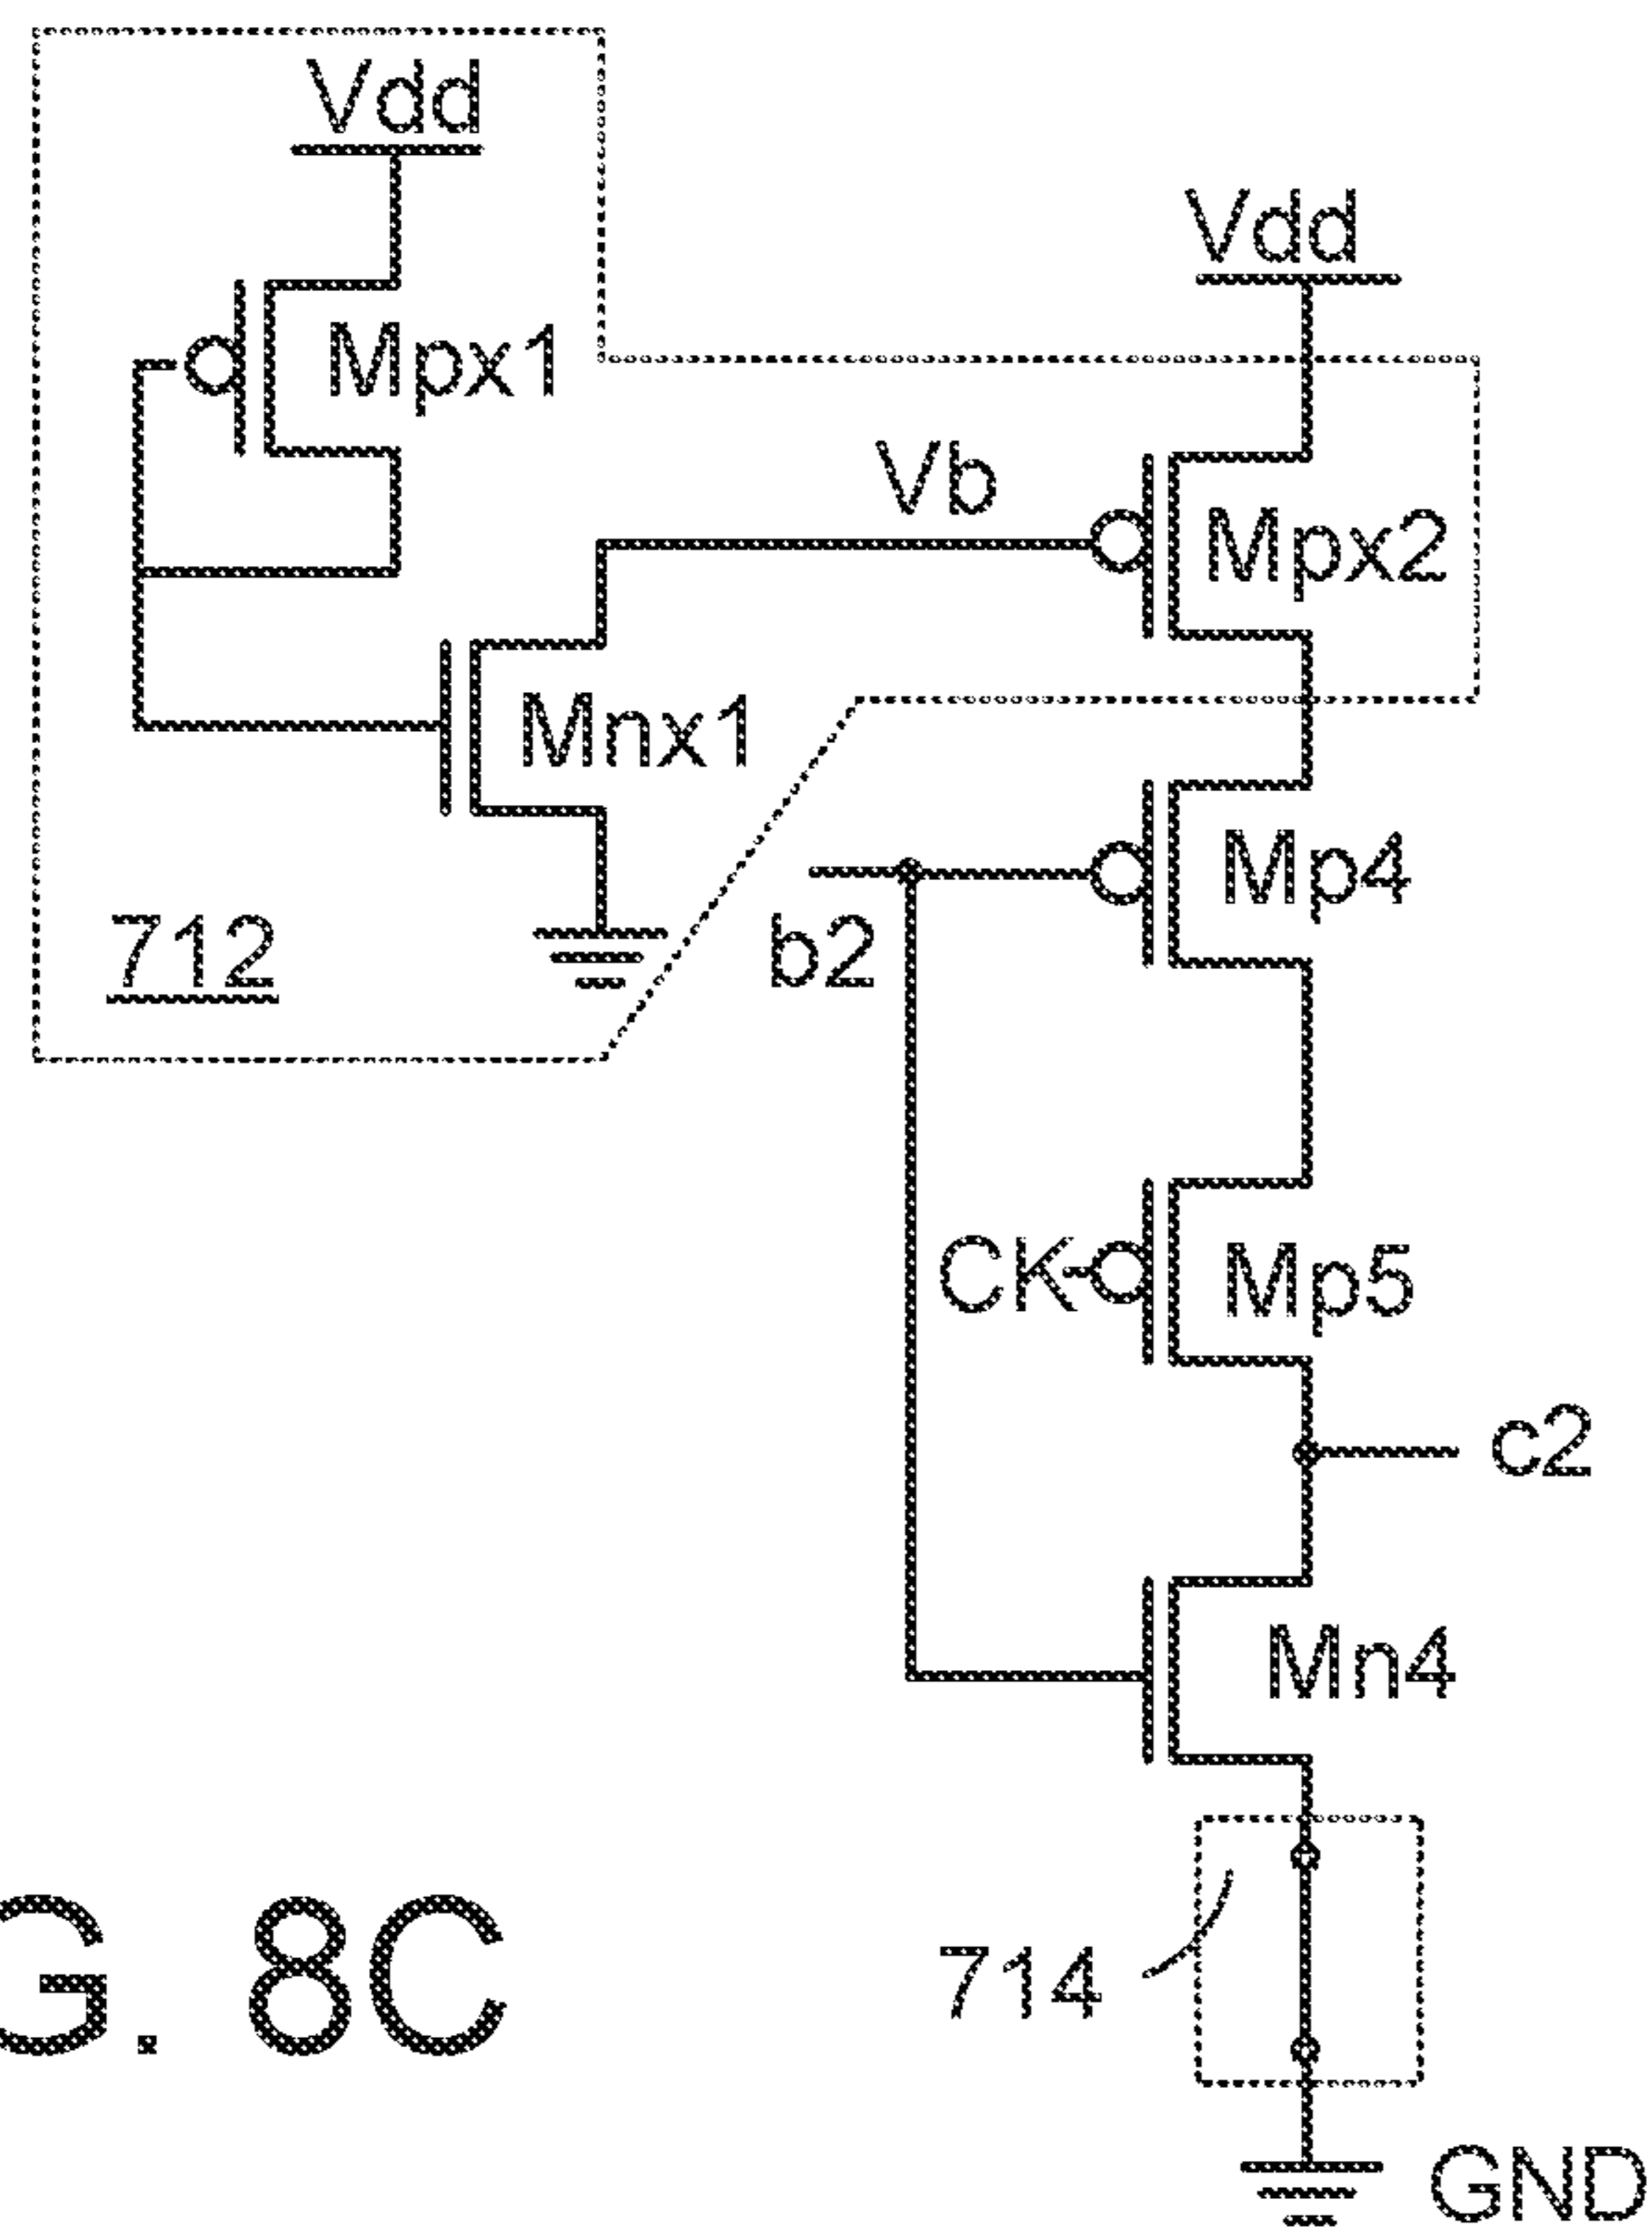 Vdd
Vdd
Mpx1
Vb
Mpx2
Mnx1
Mp4
712
b2
CK
Mp5
c2
Mn4
714
G. 8C
GND